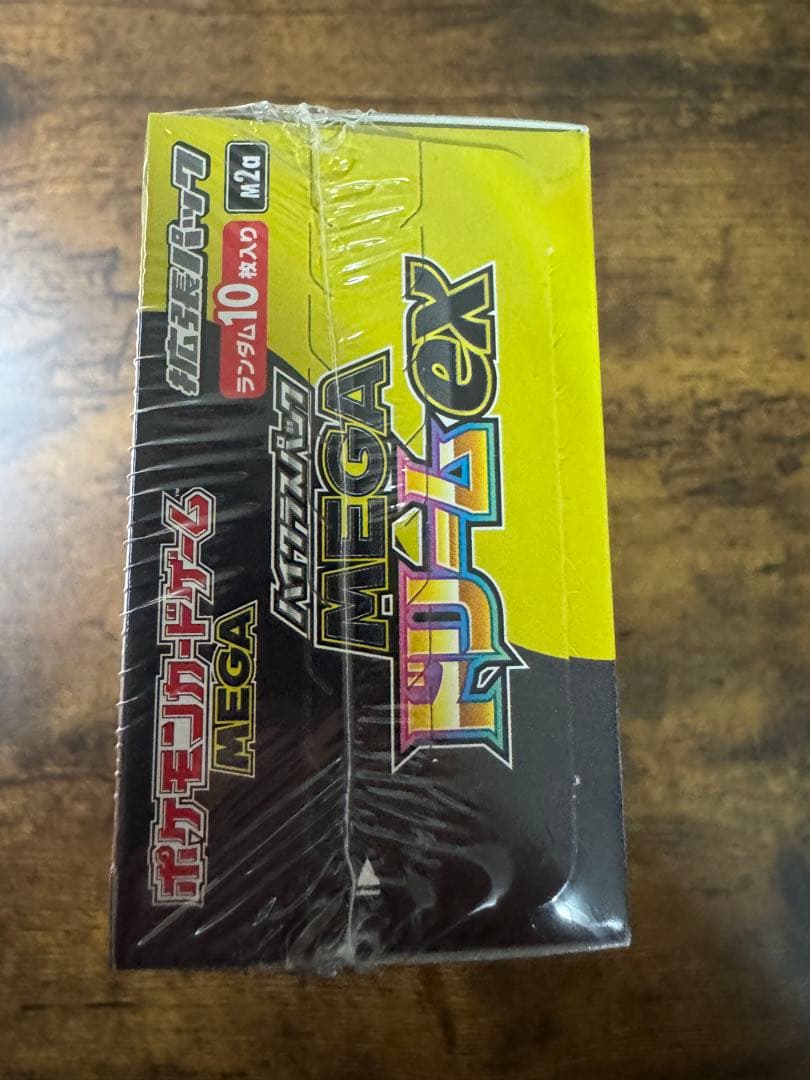 ポケモンカードゲーム™
MEGA
拡張パック
ランダム10枚入り
M2a
ハイクラスパック
MEGA
ドリームex